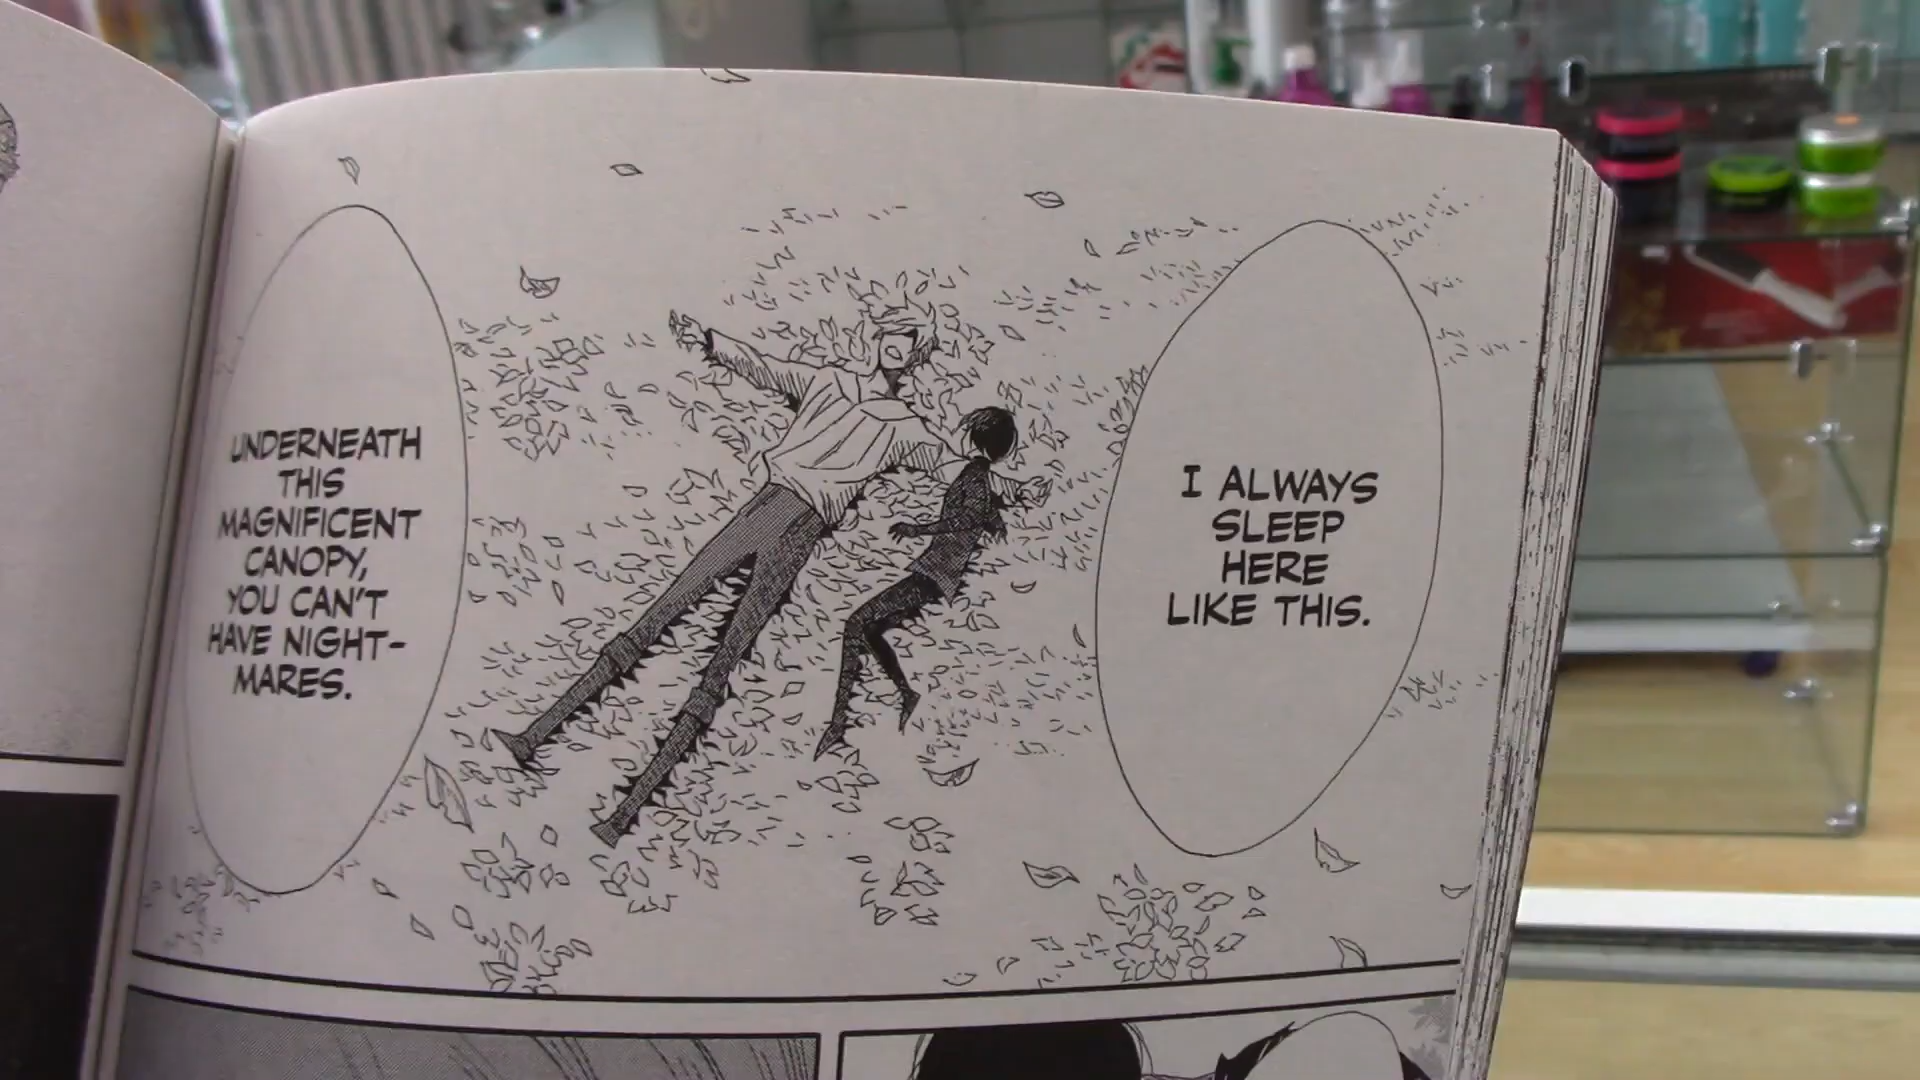 I ALWAYS
SLEEP
HERE
LIKE THIS.
UNDERNEATH
THIS
MAGNIFICENT
CANOPY,
YOU CAN'T
HAVE NIGHT-
MARES.